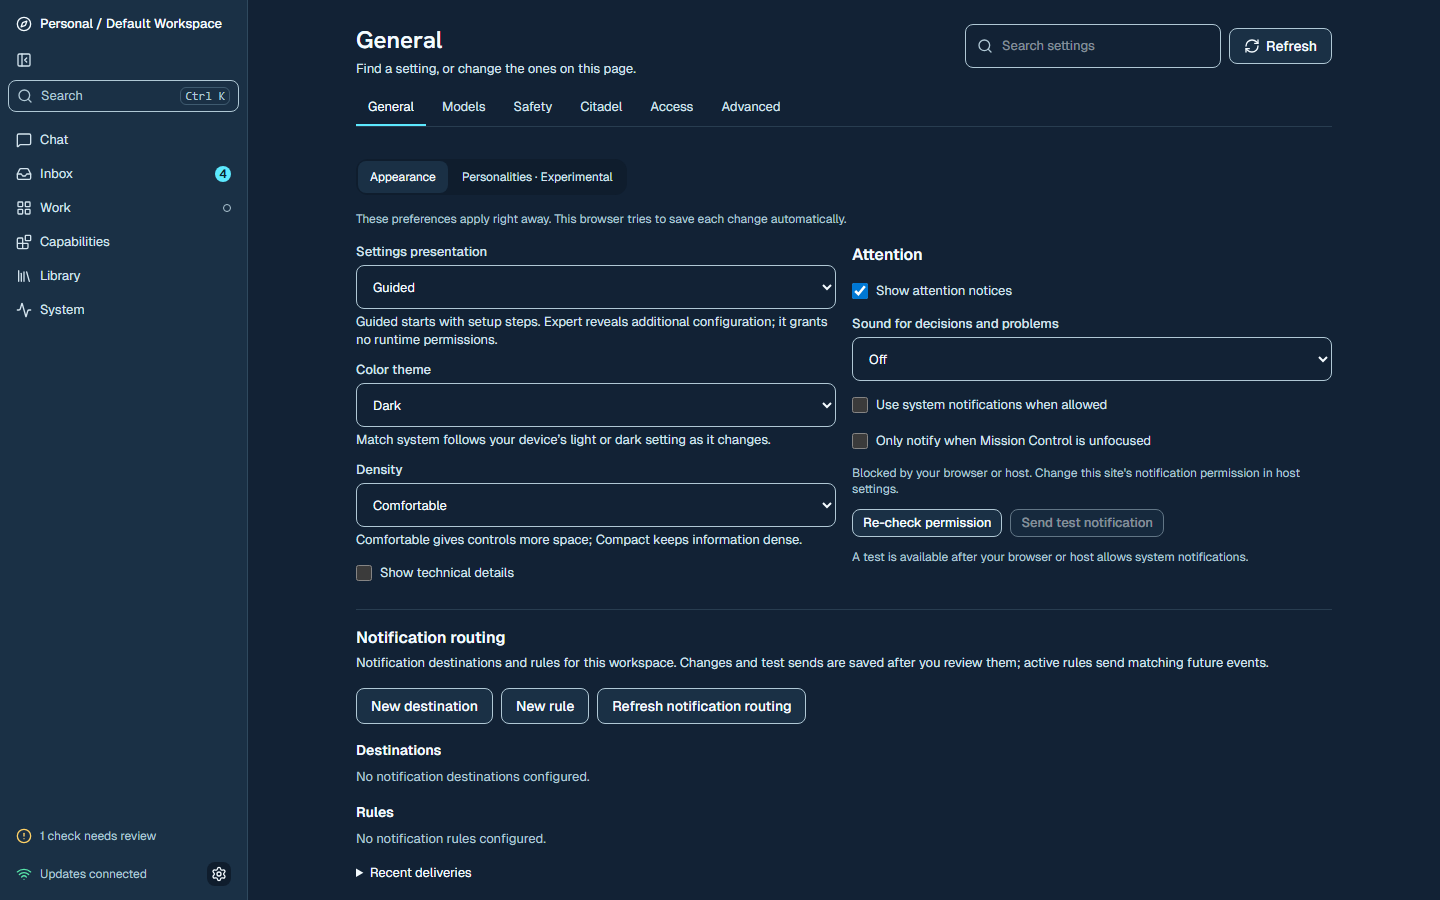 Personal / Default Workspace
Search
Ctrl K
Chat
Inbox
4
Work
Capabilities
Library
System
1 check needs review
Updates connected
General
Find a setting, or change the ones on this page.
Search settings
Refresh
General
Models
Safety
Citadel
Access
Advanced
Appearance
Personalities · Experimental
These preferences apply right away. This browser tries to save each change automatically.
Settings presentation
Guided
Guided starts with setup steps. Expert reveals additional configuration; it grants
no runtime permissions.
Color theme
Dark
Match system follows your device's light or dark setting as it changes.
Density
Comfortable
Comfortable gives controls more space; Compact keeps information dense.
Show technical details
Attention
Show attention notices
Sound for decisions and problems
Off
Use system notifications when allowed
Only notify when Mission Control is unfocused
Blocked by your browser or host. Change this site's notification permission in host
settings.
Re-check permission
Send test notification
A test is available after your browser or host allows system notifications.
Notification routing
Notification destinations and rules for this workspace. Changes and test sends are saved after you review them; active rules send matching future events.
New destination
New rule
Refresh notification routing
Destinations
No notification destinations configured.
Rules
No notification rules configured.
Recent deliveries